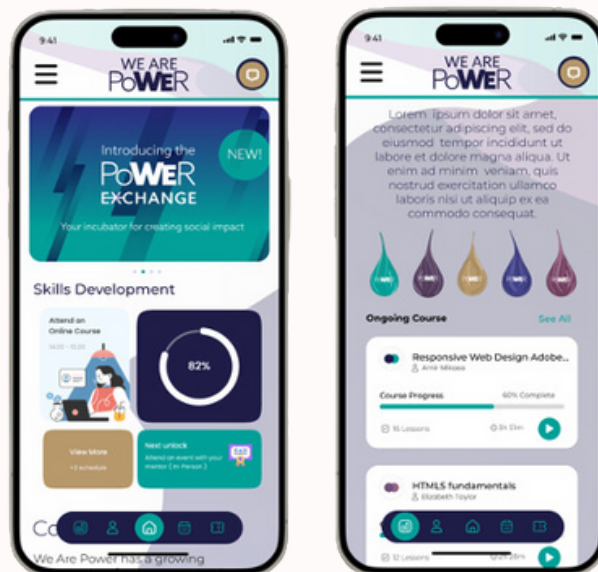 9:41
WE ARE
PoWER
Introducing the
NEW!
PoWER
EXCHANGE
Your incubator for creating social impact
Skills Development
Attend an
Online Course
82%
View More
Next unlock
Attend an event with your
mentor ( In-Person )
Co
We Are Power has a growing
9:41
WE ARE
PoWER
Lorem ipsum dolor sit amet,
consectetur adipiscing elit, sed do
eiusmod tempor incididunt ut
labore et dolore magna aliqua. Ut
enim ad minim veniam, quis
nostrud exercitation ullamco
laboris nisi ut aliquip ex ea
commodo consequat.
Ongoing Course
See All
Responsive Web Design Adobe...
Course Progress
60% Complete
16 Lessons
HTML5 fundamentals
Elizabeth Taylor
12 Lessons